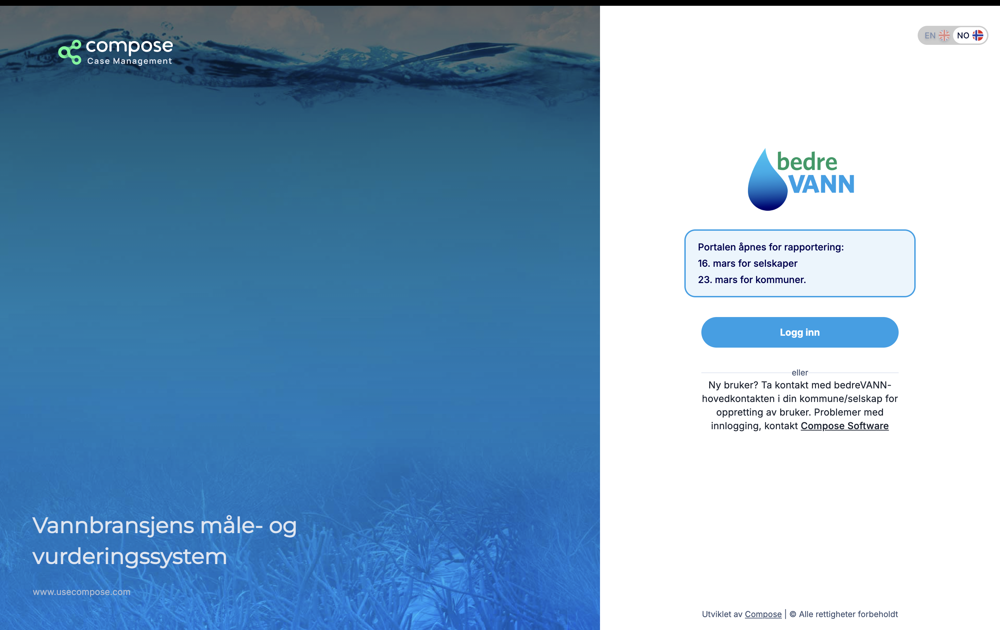 compose
Case Management
Vannbransjens måle- og
vurderingssystem
www.usecompose.com
EN NO
bedre
VANN
Portalen åpnes for rapportering:
16. mars for selskaper
23. mars for kommuner.
Logg inn
eller
Ny bruker? Ta kontakt med bedreVANN-
hovedkontakten i din kommune/selskap for
oppretting av bruker. Problemer med
innlogging, kontakt Compose Software
Utviklet av Compose | © Alle rettigheter forbeholdt